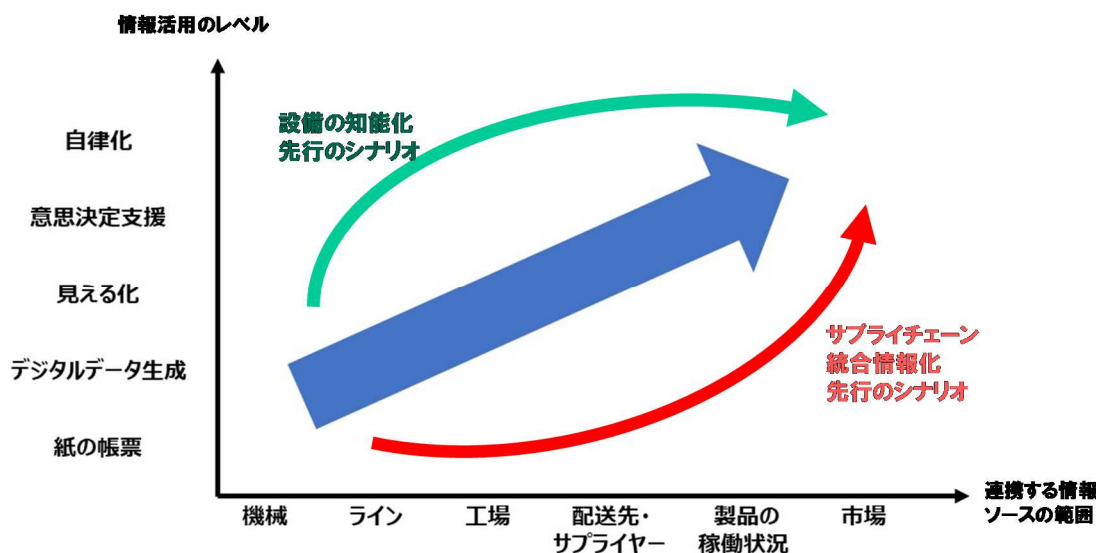 情報活用のレベル
自律化
意思決定支援
見える化
デジタルデータ生成
紙の帳票
設備の知能化
先行のシナリオ
サプライチェーン
統合情報化
先行のシナリオ
機械
ライン
工場
配送先・
サプライヤー
製品の
稼働状況
市場
連携する情報
ソースの範囲